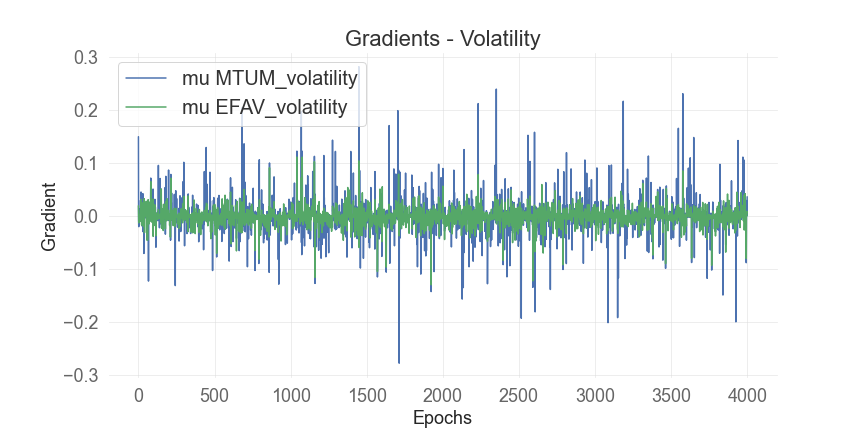 Gradients - Volatility
mu MTUM_volatility
mu EFAV_volatility
Gradient
0.3
0.2
0.1
0.0
−0.1
−0.2
−0.3
0 500 1000 1500 2000 2500 3000 3500 4000
Epochs